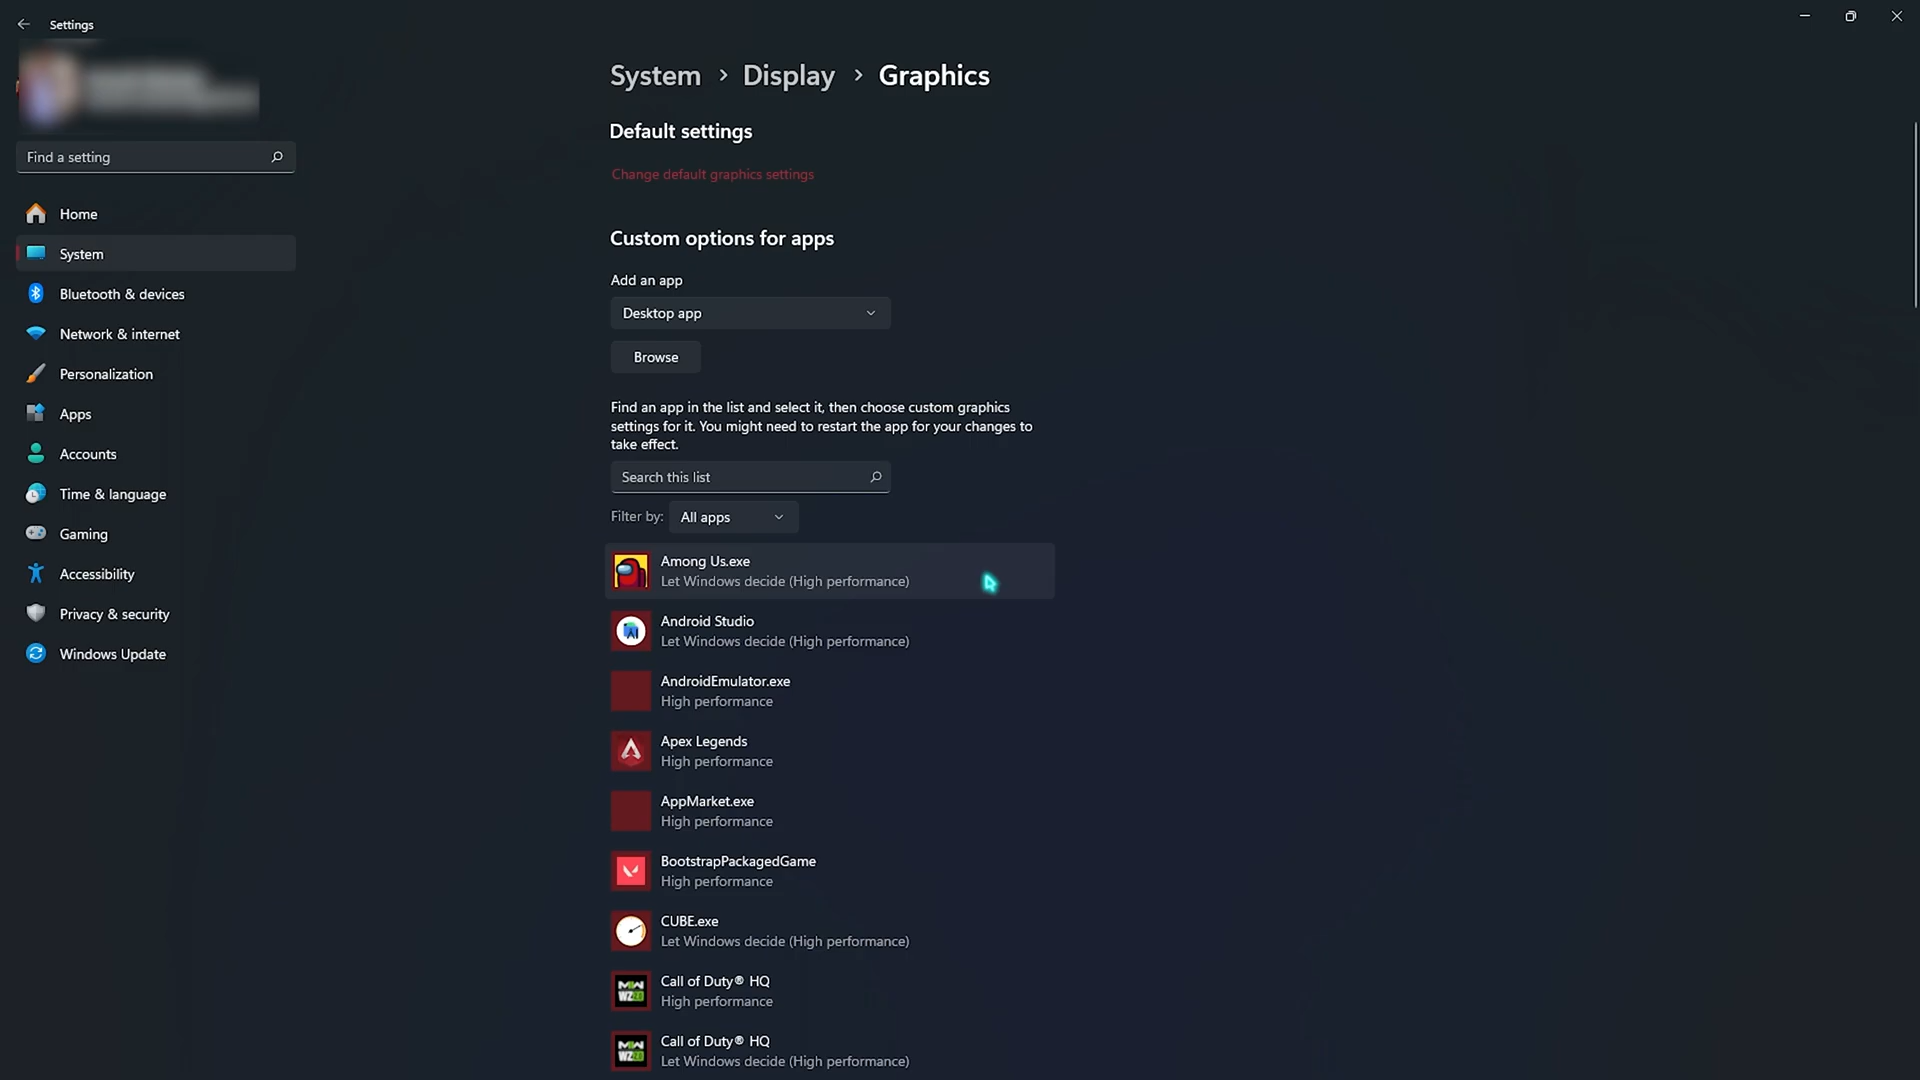 Settings
Find a setting
Home
System
Bluetooth & devices
Network & internet
Personalization
Apps
Accounts
Time & language
Gaming
Accessibility
Privacy & security
Windows Update
System > Display > Graphics
Default settings
Change default graphics settings
Custom options for apps
Add an app
Desktop app
Browse
Find an app in the list and select it, then choose custom graphics
settings for it. You might need to restart the app for your changes to
take effect.
Search this list
Filter by: All apps
Among Us.exe
Let Windows decide (High performance)
Android Studio
Let Windows decide (High performance)
AndroidEmulator.exe
High performance
Apex Legends
High performance
AppMarket.exe
High performance
BootstrapPackagedGame
High performance
CUBE.exe
Let Windows decide (High performance)
Call of Duty® HQ
High performance
Call of Duty® HQ
Let Windows decide (High performance)